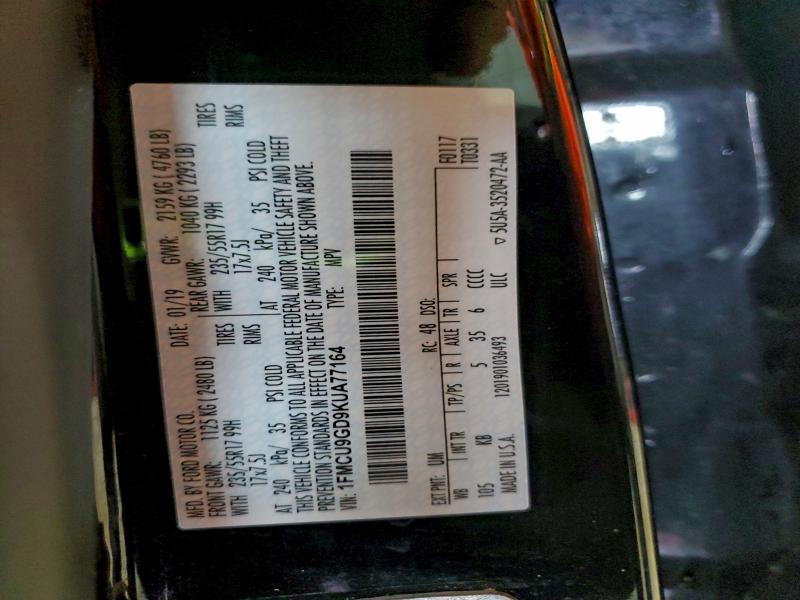 MFD. BY FORD MOTOR CO. DATE: 01/19 GVWR: 2159 KG ( 4760 LB)
FRONT GAWR: 1125 KG ( 2480 LB) REAR GAWR: 1040 KG ( 2293 LB)
WITH 235/55R17 99H TIRES WITH 235/55R17 99H TIRES
17x7.5J RIMS 17x7.5J RIMS
AT 240 kPa/ 35 PSI COLD AT 240 kPa/ 35 PSI COLD
THIS VEHICLE CONFORMS TO ALL APPLICABLE FEDERAL MOTOR VEHICLE SAFETY AND THEFT
PREVENTION STANDARDS IN EFFECT ON THE DATE OF MANUFACTURE SHOWN ABOVE.
VIN: 1FMCU9GD9KUA77164 TYPE: MPV
F0117
T0331
RC: 48 DSO:
EXT PNT: UM
WB INT TR TP/PS R AXLE TR SPR
105 KB 5 35 6 CCCC
MADE IN U.S.A. 1201901036493 ULC
▽ 5U5A-3520472-AA